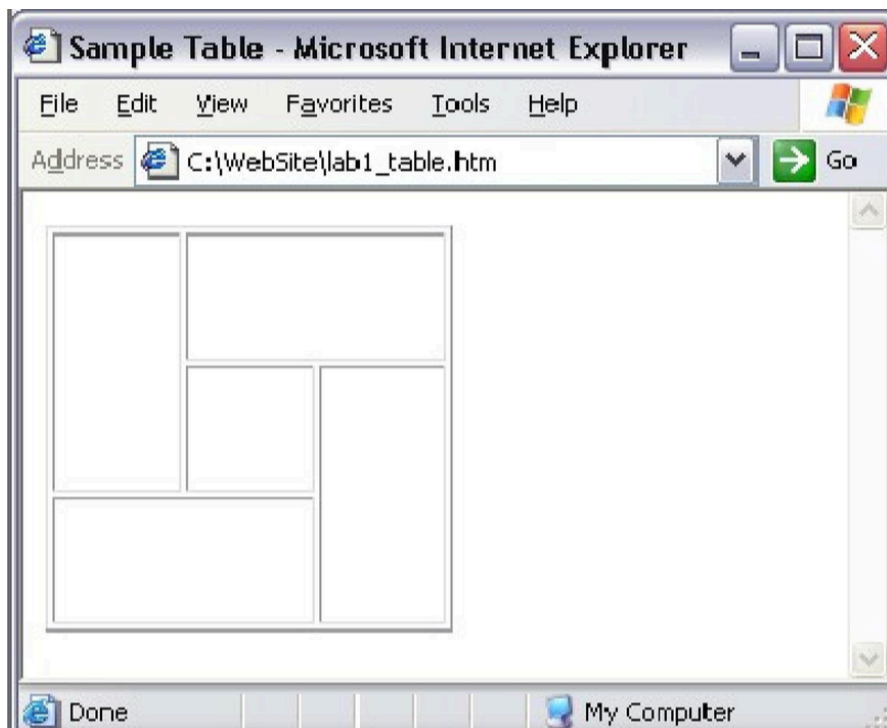 Sample Table - Microsoft Internet Explorer
File Edit View Favorites Tools Help
Address C:\WebSite\lab1_table.htm Go
Done My Computer